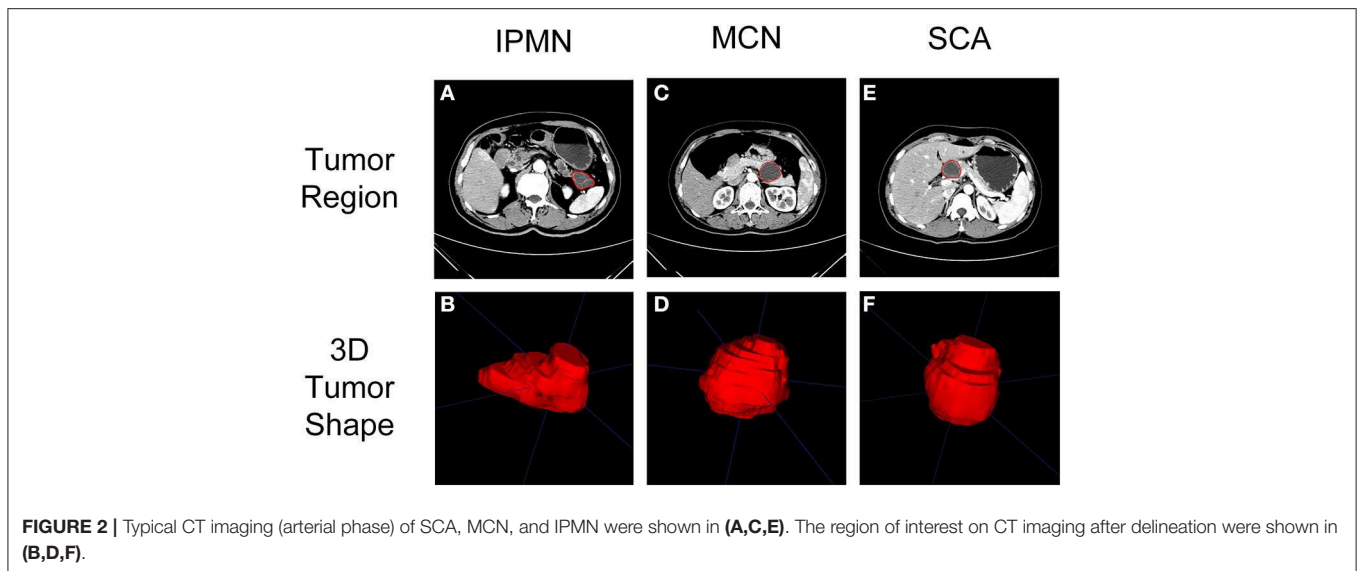 IPMN MCN SCA
A C E
Tumor
Region
B D F
3D
Tumor
Shape
FIGURE 2 | Typical CT imaging (arterial phase) of SCA, MCN, and IPMN were shown in (A,C,E). The region of interest on CT imaging after delineation were shown in
(B,D,F).